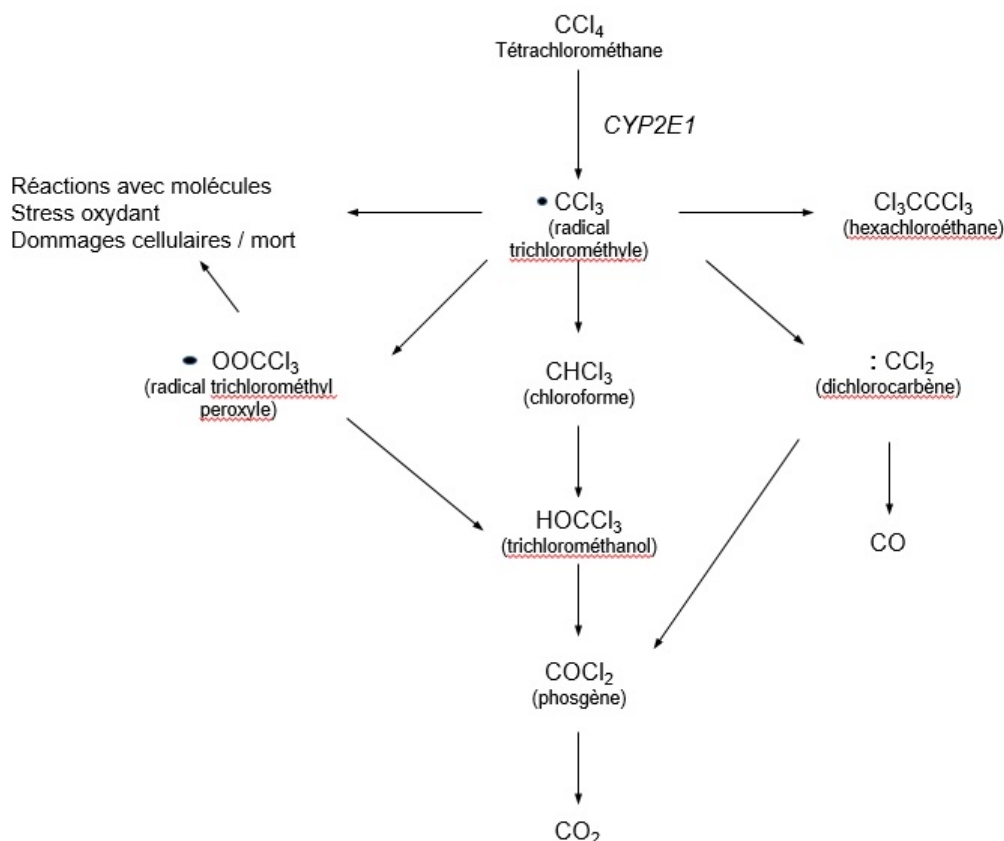 CCl₄
Tétrachlorométhane
CYP2E1
Réactions avec molécules
Stress oxydant
Dommages cellulaires / mort
• CCl₃
(radical
trichlorométhyle)
Cl₃CCCl₃
(hexachloroéthane)
• OOCCl₃
(radical trichlorométhyl
peroxyle)
CHCl₃
(chloroforme)
: CCl₂
(dichlorocarbène)
HOCCl₃
(trichlorométhanol)
CO
COCl₂
(phosgène)
CO₂